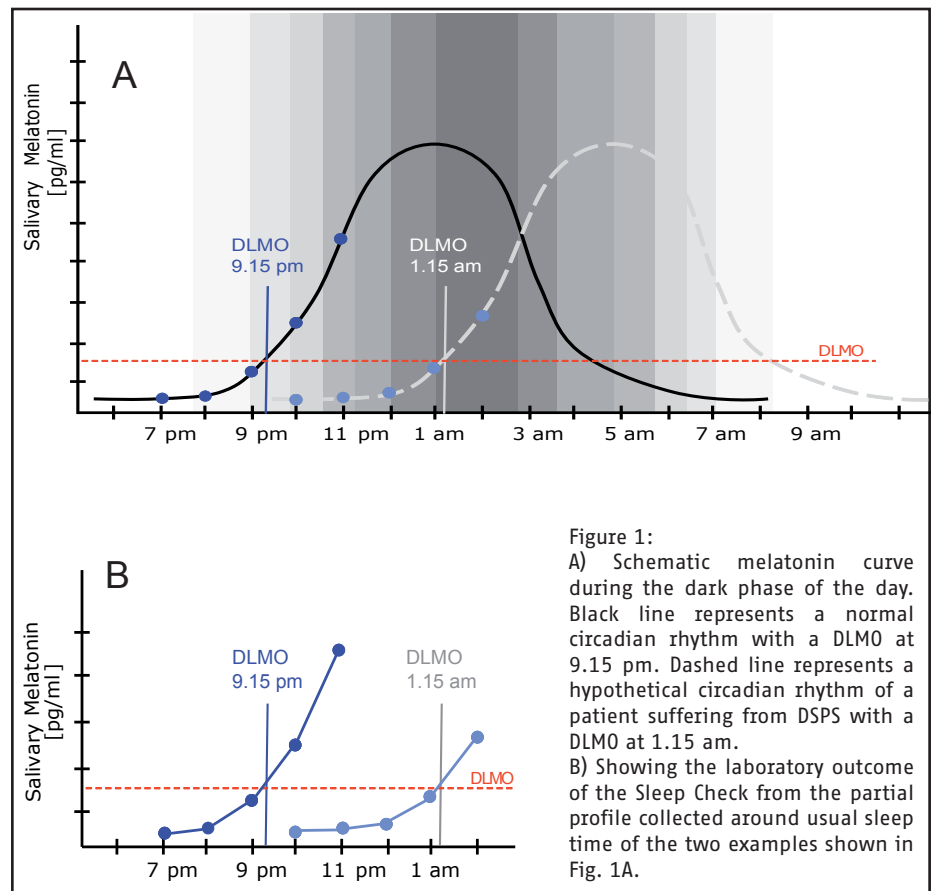 A
Salivary Melatonin
[pg/ml]
DLMO
9.15 pm
DLMO
1.15 am
DLMO
7 pm 9 pm 11 pm 1 am 3 am 5 am 7 am 9 am
B
Salivary Melatonin
[pg/ml]
DLMO
9.15 pm
DLMO
1.15 am
DLMO
7 pm 9 pm 11 pm 1 am
Figure 1:
A) Schematic melatonin curve
during the dark phase of the day.
Black line represents a normal
circadian rhythm with a DLMO at
9.15 pm. Dashed line represents a
hypothetical circadian rhythm of a
patient suffering from DSPS with a
DLMO at 1.15 am.
B) Showing the laboratory outcome
of the Sleep Check from the partial
profile collected around usual sleep
time of the two examples shown in
Fig. 1A.